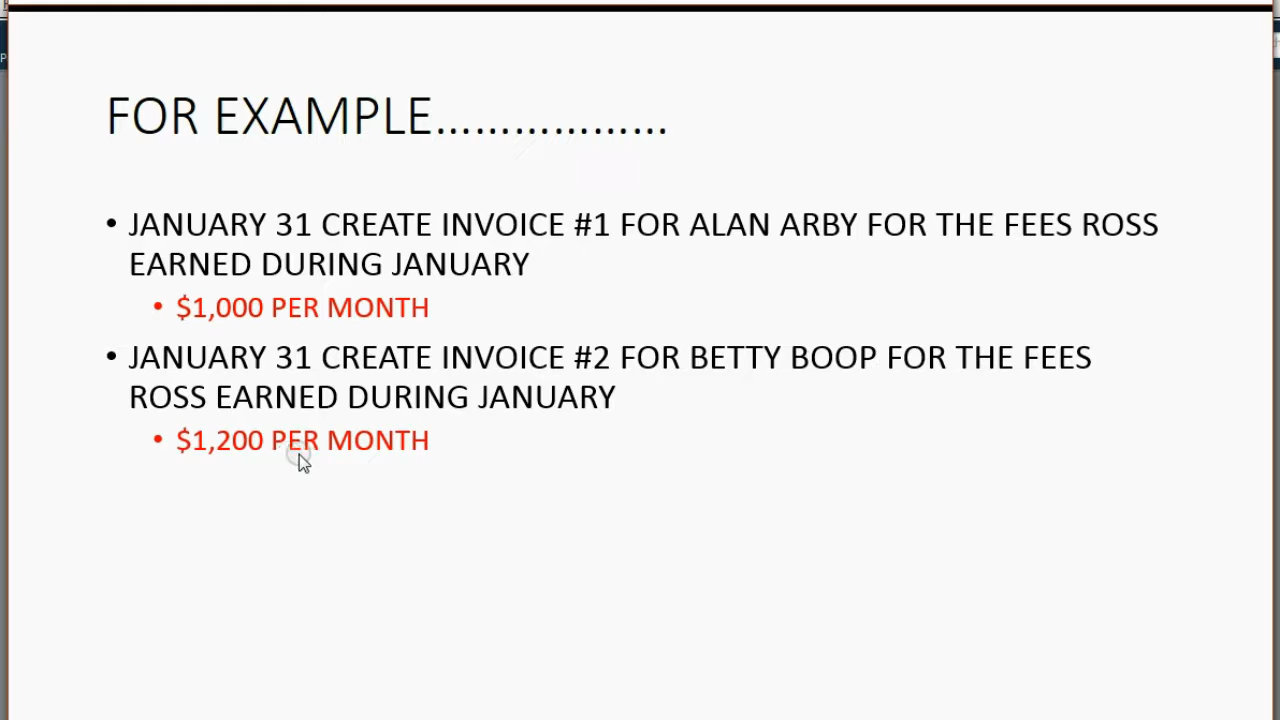 FOR EXAMPLE..................
• JANUARY 31 CREATE INVOICE #1 FOR ALAN ARBY FOR THE FEES ROSS
EARNED DURING JANUARY
• $1,000 PER MONTH
• JANUARY 31 CREATE INVOICE #2 FOR BETTY BOOP FOR THE FEES
ROSS EARNED DURING JANUARY
• $1,200 PER MONTH